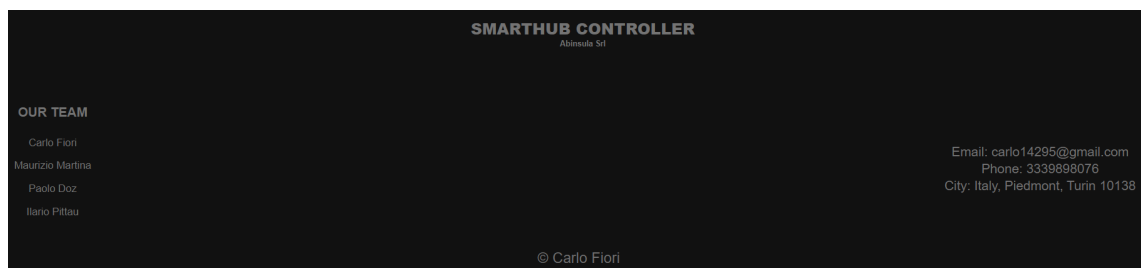 SMARTHUB CONTROLLER
Abinsula Srl
OUR TEAM
Carlo Fiori
Maurizio Martina
Paolo Doz
Ilario Pittau
Email: carlo14295@gmail.com
Phone: 3339898076
City: Italy, Piedmont, Turin 10138
© Carlo Fiori